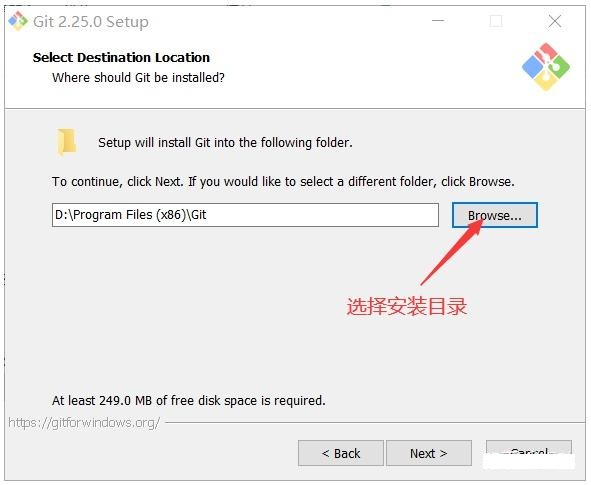 Git 2.25.0 Setup
Select Destination Location
Where should Git be installed?
Setup will install Git into the following folder.
To continue, click Next. If you would like to select a different folder, click Browse.
D:\Program Files (x86)\Git
Browse...
选择安装目录
At least 249.0 MB of free disk space is required.
https://gitforwindows.org/
< Back
Next >